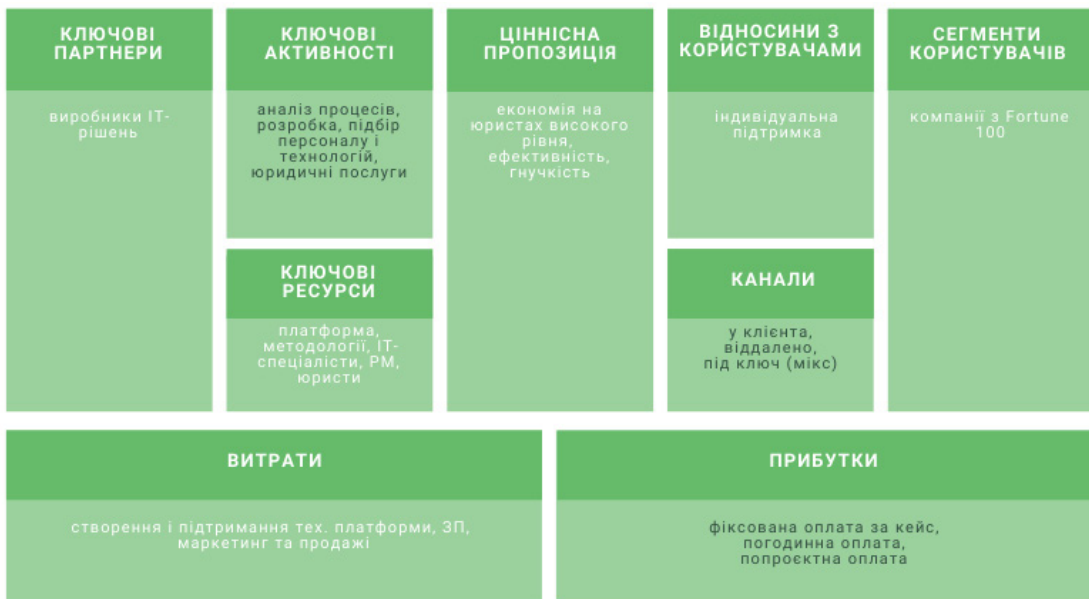 КЛЮЧОВІ
ПАРТНЕРИ
виробники ІТ-
рішень
КЛЮЧОВІ
АКТИВНОСТІ
аналіз процесів,
розробка, підбір
персоналу і
технологій,
юридичні послуги
КЛЮЧОВІ
РЕСУРСИ
платформа,
методології, ІТ-
спеціалісти, PM,
юристи
ЦІННІСНА
ПРОПОЗИЦІЯ
економія на
юристах високого
рівня,
ефективність,
гнучкість
ВІДНОСИНИ З
КОРИСТУВАЧАМИ
індивідуальна
підтримка
КАНАЛИ
у клієнта,
віддалено,
під ключ (мікс)
СЕГМЕНТИ
КОРИСТУВАЧІВ
компанії з Fortune
100
ВИТРАТИ
створення і підтримання тех. платформи, ЗП,
маркетинг та продажі
ПРИБУТКИ
фіксована оплата за кейс,
погодинна оплата,
попроєктна оплата